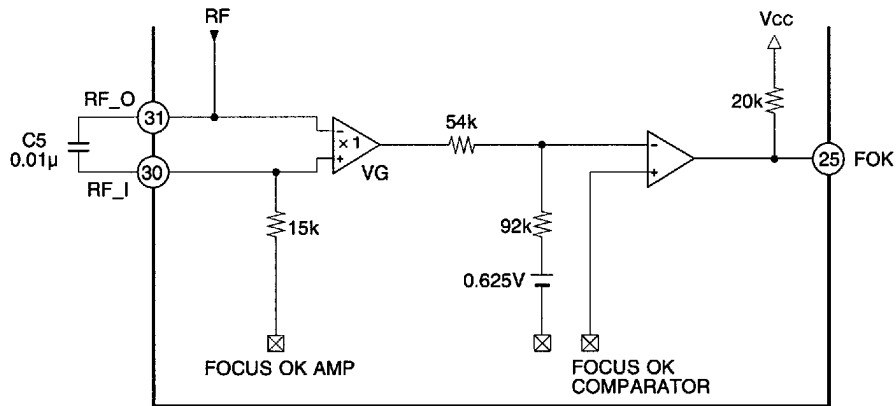 RF
Vcc
RF_O
31
C5
0.01μ
30
RF_I
− × 1 +
VG
54k
− +
20k
25
FOK
15k
92k
0.625V
FOCUS OK AMP
FOCUS OK
COMPARATOR